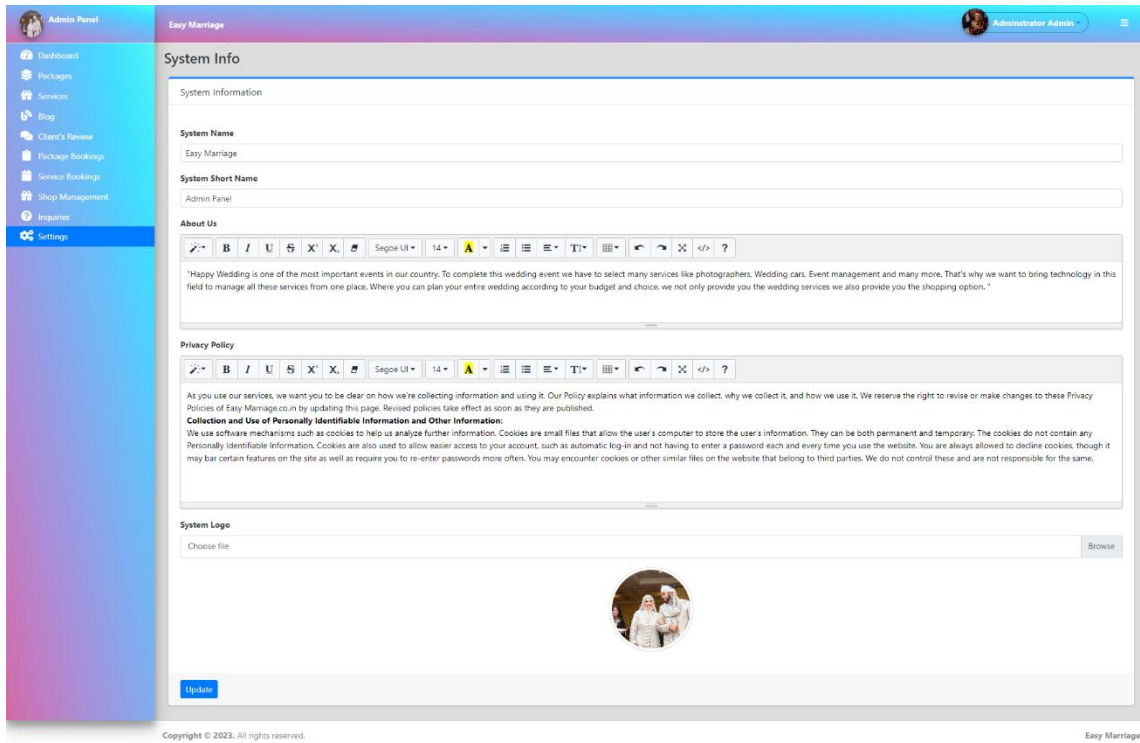 Admin Panel
Easy Marriage
Adminstrator Admin
Dashboard
Packages
Services
Blog
Client's Review
Package Bookings
Service Bookings
Shop Management
Inquiries
Settings
System Info
System Information
System Name
Easy Marriage
System Short Name
Admin Panel
About Us
B I U S X² X₂ Segoe UI 14 A T </> ?
"Happy Wedding is one of the most important events in our country. To complete this wedding event we have to select many services like photographers, Wedding cars, Event management and many more. That's why we want to bring technology in this
field to manage all these services from one place. Where you can plan your entire wedding according to your budget and choice. we not only provide you the wedding services we also provide you the shopping option. "
Privacy Policy
B I U S X² X₂ Segoe UI 14 A T </> ?
As you use our services, we want you to be clear on how we're collecting information and using it. Our Policy explains what information we collect, why we collect it, and how we use it. We reserve the right to revise or make changes to these Privacy
Policies of Easy Marriage.co.in by updating this page. Revised policies take effect as soon as they are published.
Collection and Use of Personally Identifiable Information and Other Information:
We use software mechanisms such as cookies to help us analyze further information. Cookies are small files that allow the user's computer to store the user's information. They can be both permanent and temporary. The cookies do not contain any
Personally Identifiable Information. Cookies are also used to allow easier access to your account, such as automatic log-in and not having to enter a password each and every time you use the website. You are always allowed to decline cookies, though it
may bar certain features on the site as well as require you to re-enter passwords more often. You may encounter cookies or other similar files on the website that belong to third parties. We do not control these and are not responsible for the same.
System Logo
Choose file
Browse
Update
Copyright © 2023. All rights reserved.
Easy Marriage